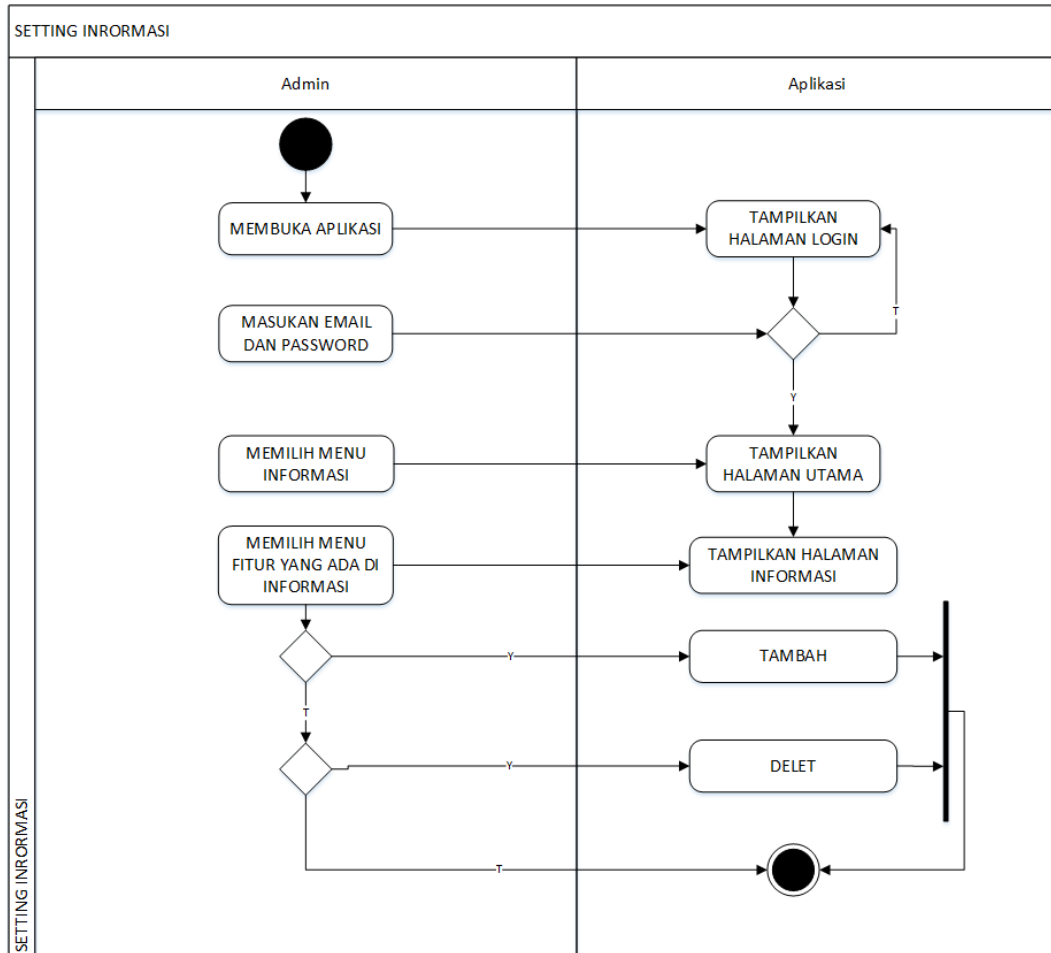 SETTING INRORMASI
Admin
Aplikasi
MEMBUKA APLIKASI
TAMPILKAN
HALAMAN LOGIN
T
MASUKAN EMAIL
DAN PASSWORD
Y
MEMILIH MENU
INFORMASI
TAMPILKAN
HALAMAN UTAMA
MEMILIH MENU
FITUR YANG ADA DI
INFORMASI
TAMPILKAN HALAMAN
INFORMASI
Y
TAMBAH
T
Y
DELET
T
SETTING INRORMASI